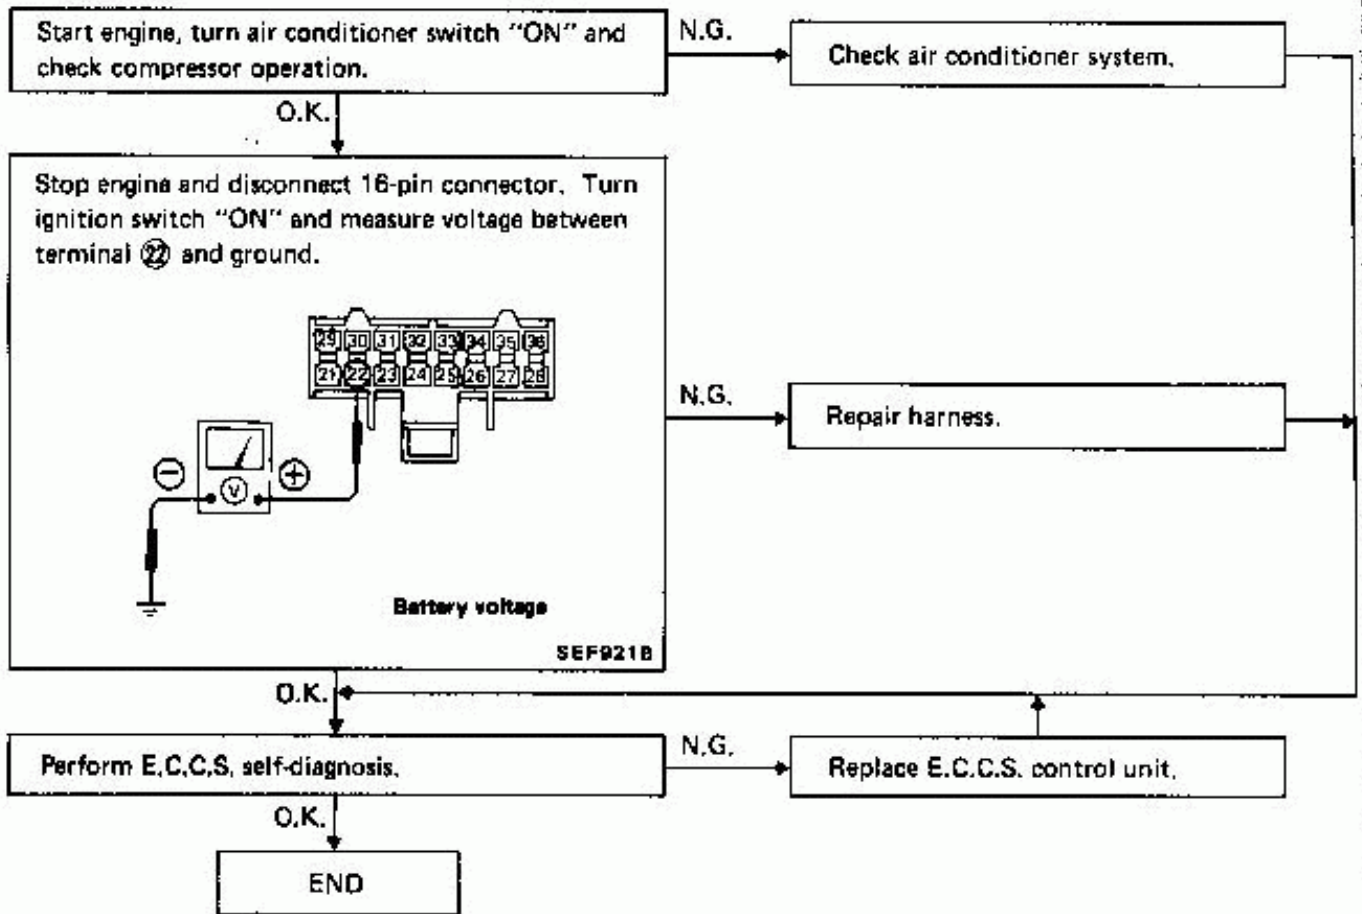 Start engine, turn air conditioner switch "ON" and
check compressor operation.
N.G.
Check air conditioner system.
O.K.
Stop engine and disconnect 16-pin connector. Turn
ignition switch "ON" and measure voltage between
terminal ㉒ and ground.
29 30 31 32 33 34 35 36
21 22 23 24 25 26 27 28
N.G.
Repair harness.
− V +
Battery voltage
SEF921B
O.K.
Perform E.C.C.S. self-diagnosis.
N.G.
Replace E.C.C.S. control unit.
O.K.
END